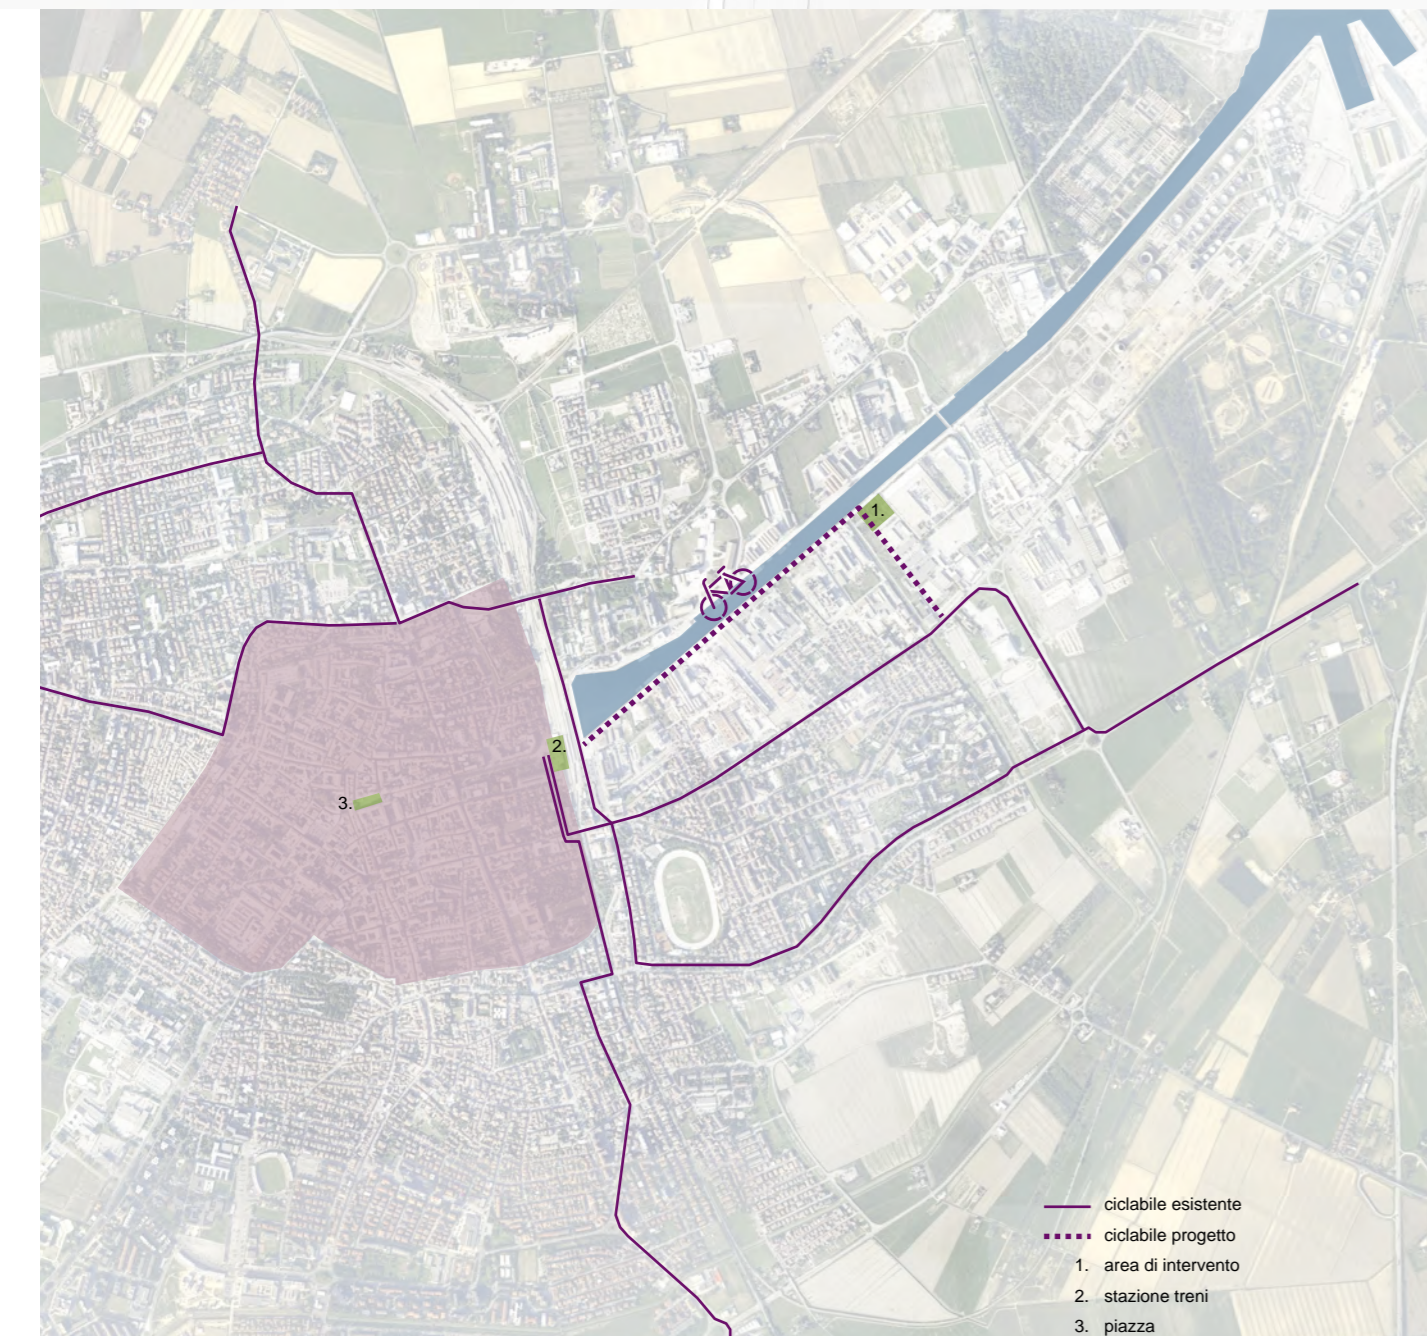 1.
2.
3.
ciclabile esistente
ciclabile progetto
1. area di intervento
2. stazione treni
3. piazza